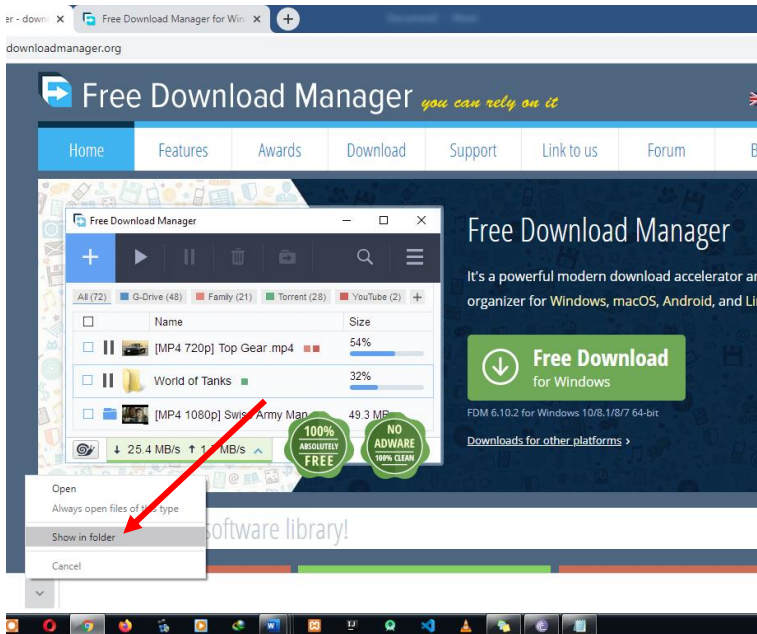 er - down
Free Download Manager for Win
downloadmanager.org
Free Download Manager you can rely on it
Home Features Awards Download Support Link to us Forum B
Free Download Manager
All (72) G-Drive (48) Family (21) Torrent (28) YouTube (2)
Name Size
[MP4 720p] Top Gear.mp4 54%
World of Tanks 32%
[MP4 1080p] Swiss Army Man 49.3 MB
25.4 MB/s MB/s
100%
ABSOLUTELY
FREE
NO
ADWARE
100% CLEAN
Free Download Manager
It's a powerful modern download accelerator an
organizer for Windows, macOS, Android, and Li
Free Download
for Windows
FDM 6.10.2 for Windows 10/8.1/8/7 64-bit
Downloads for other platforms ›
Open
Always open files of this type
Show in folder
Cancel
software library!